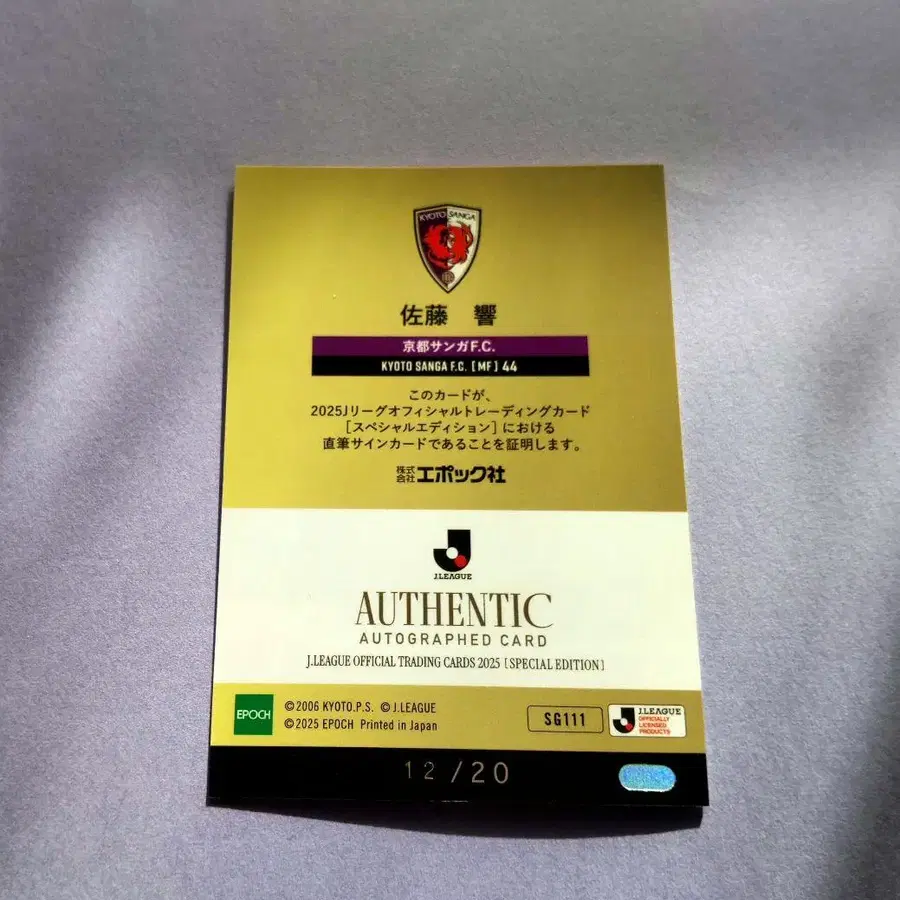 KYOTO SANGA
佐藤 響
京都サンガF.C.
KYOTO SANGA F.C. [MF] 44
このカードが、
2025Jリーグオフィシャルトレーディングカード
[スペシャルエディション]における
直筆サインカードであることを証明します。
株式会社エポック社
J.LEAGUE
AUTHENTIC
AUTOGRAPHED CARD
J.LEAGUE OFFICIAL TRADING CARDS 2025 [SPECIAL EDITION]
EPOCH
©2006 KYOTO.P.S. ©J.LEAGUE
©2025 EPOCH Printed in Japan
SG111
J.LEAGUE
OFFICIALLY
LICENSED
PRODUCTS
12/20